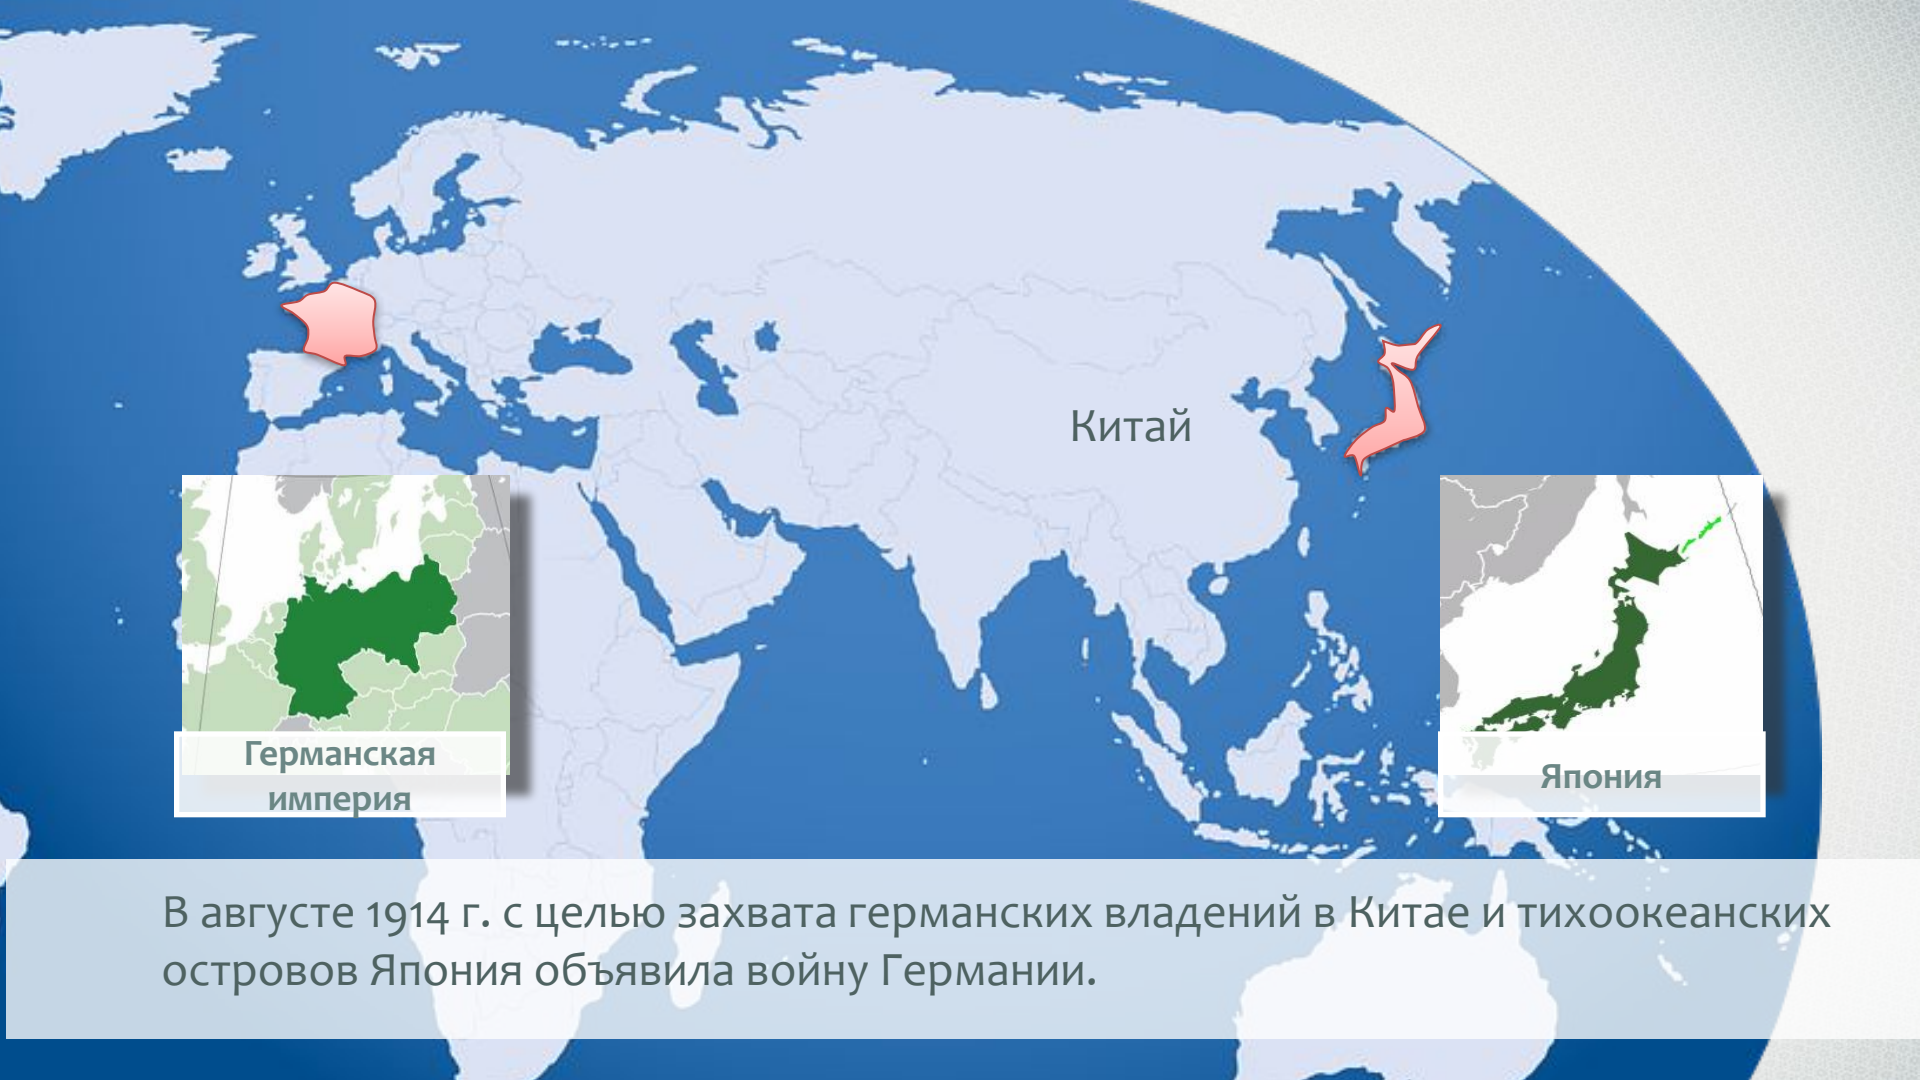 Китай
Германская
империя
Япония
В августе 1914 г. с целью захвата германских владений в Китае и тихоокеанских
островов Япония объявила войну Германии.